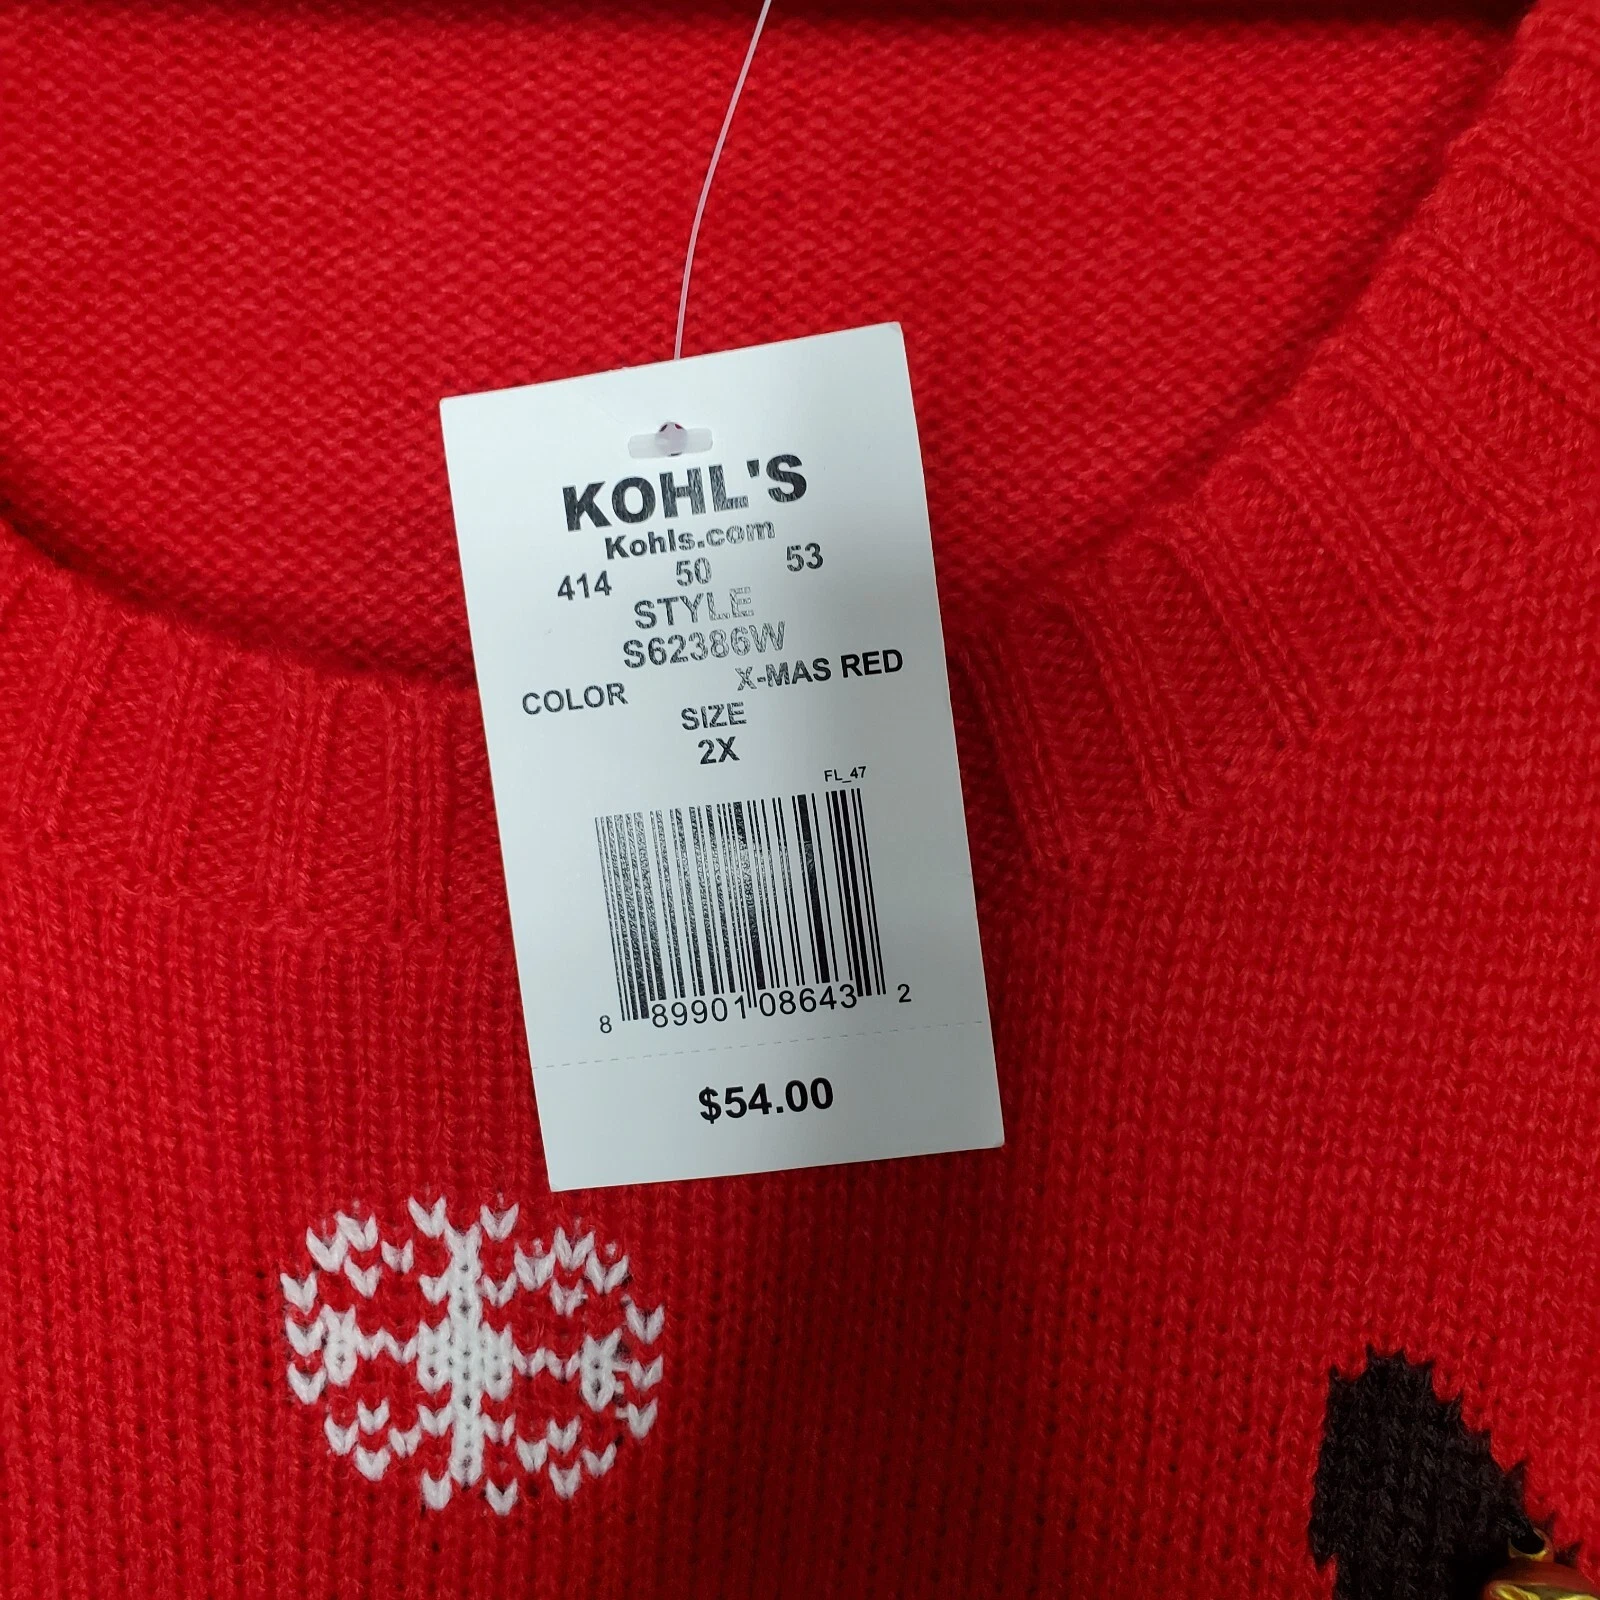 KOHL'S
Kohls.com
414 50 53
STYLE
S62386W
COLOR X-MAS RED
SIZE
2X
FL_47
8 89901 08643 2
$54.00